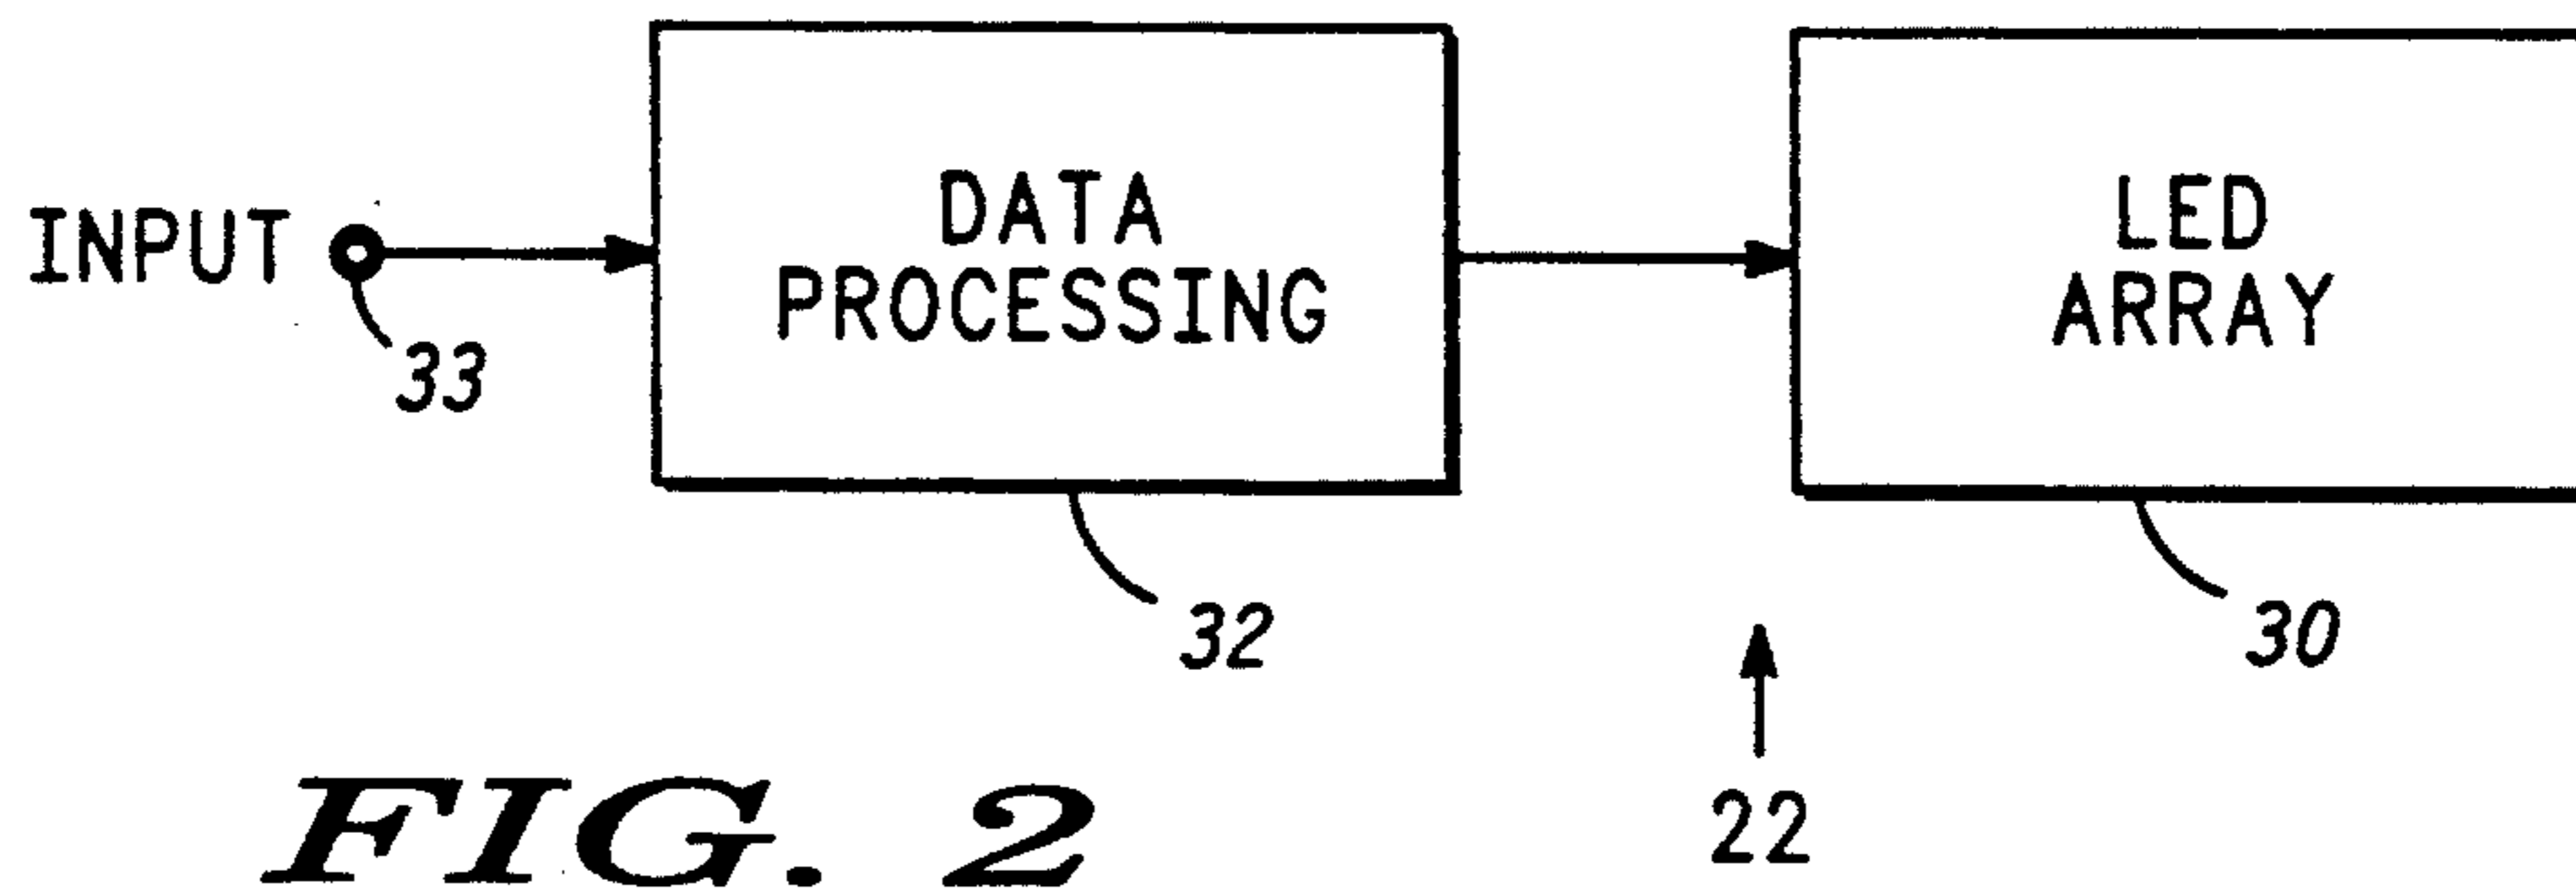 INPUT
33
DATA
PROCESSING
32
LED
ARRAY
30
22
FIG. 2